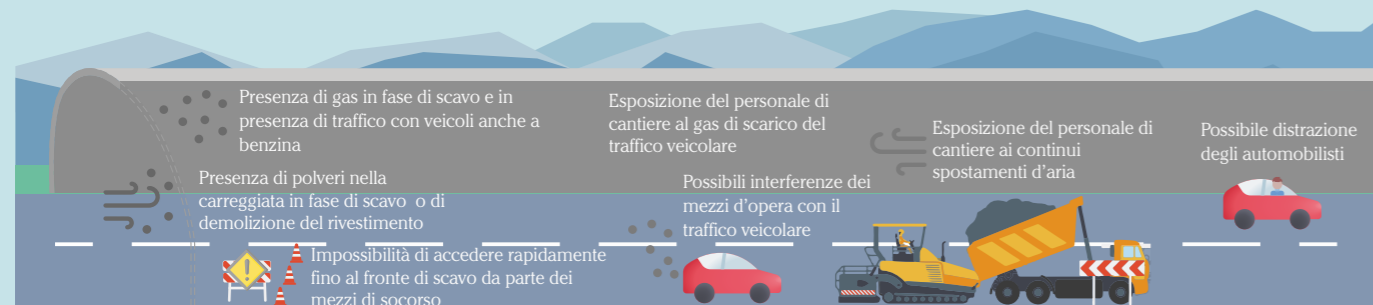 Presenza di gas in fase di scavo e in
presenza di traffico con veicoli anche a
benzina
Presenza di polveri nella
carreggiata in fase di scavo o di
demolizione del rivestimento
Impossibilità di accedere rapidamente
fino al fronte di scavo da parte dei
mezzi di socorso
Esposizione del personale di
cantiere al gas di scarico del
traffico veicolare
Possibili interferenze dei
mezzi d'opera con il
traffico veicolare
Esposizione del personale di
cantiere ai continui
spostamenti d'aria
Possibile distrazione
degli automobilisti